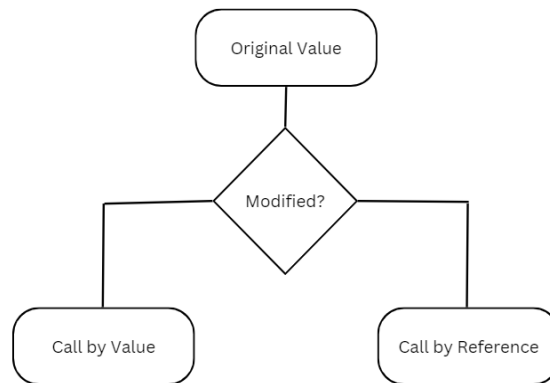 Original Value
Modified?
Call by Value
Call by Reference